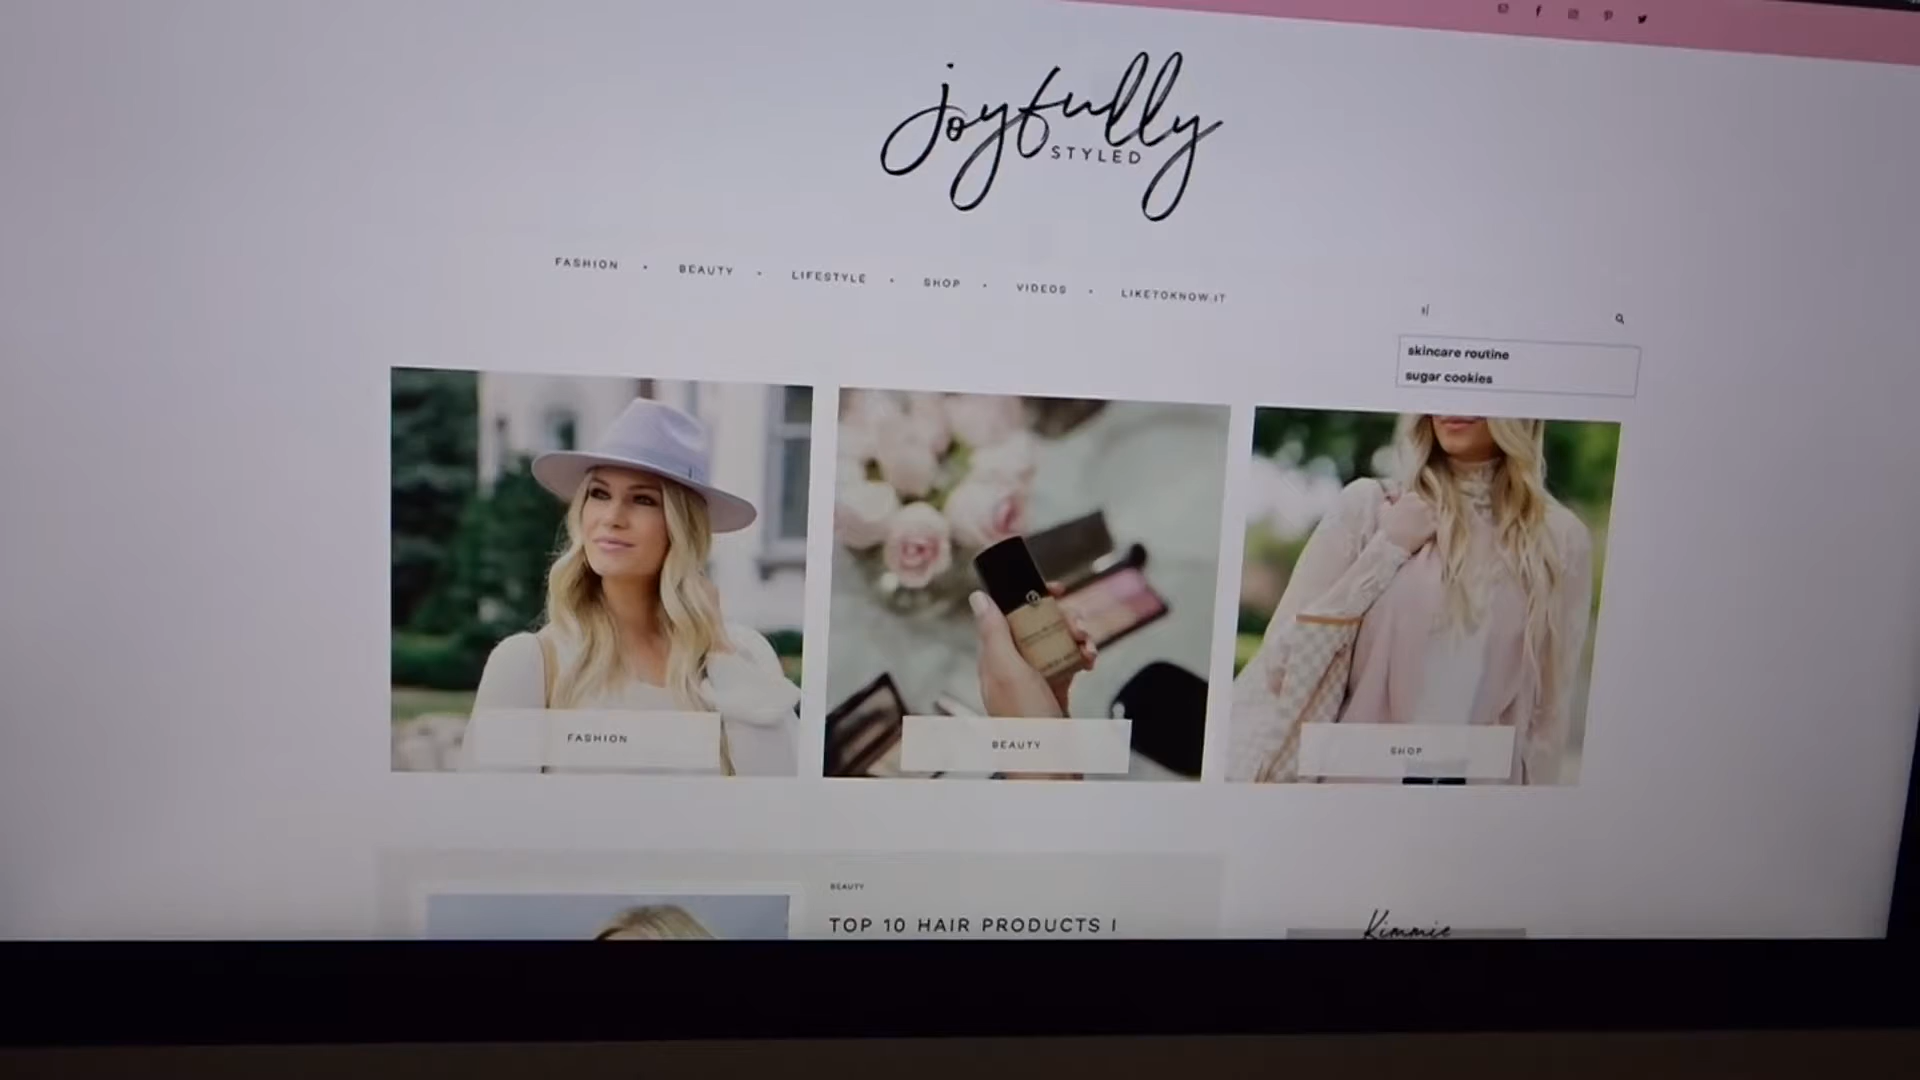 joyfully
STYLED
FASHION • BEAUTY • LIFESTYLE • SHOP • VIDEOS • LIKETOKNOW.IT
s
skincare routine
sugar cookies
FASHION
BEAUTY
SHOP
BEAUTY
TOP 10 HAIR PRODUCTS I
Kimmie